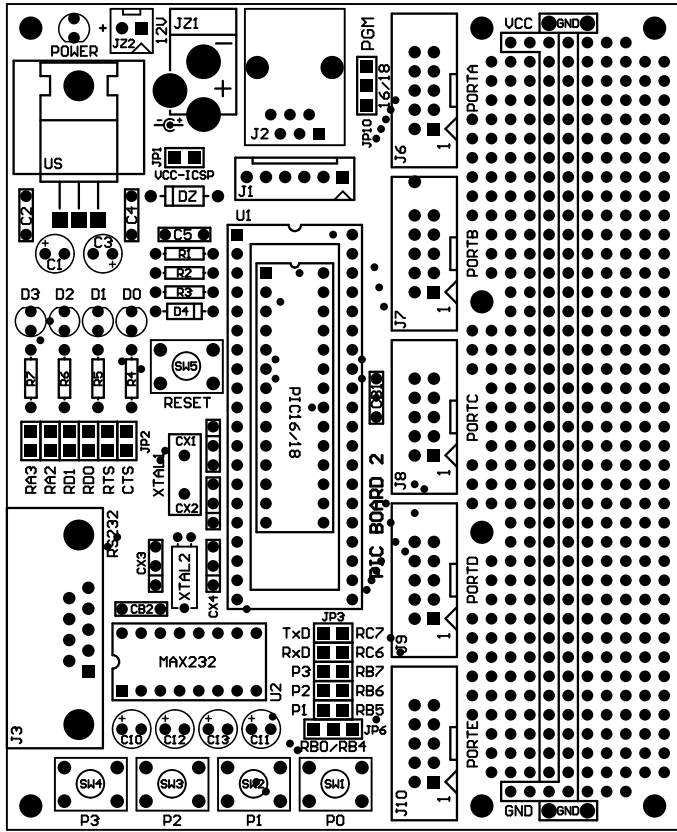 POWER
+
JZ2
12V
JZ1
-
+
- +
J2
PGM
16/18
JP10
J6
1
PORTA
VCC
GND
US
JP1
VCC-ICSP
J1
DZ
U1
C2
C4
+
C1
C3
+
C5
R1
R2
R3
D4
J7
1
PORTB
D3
D2
D1
D0
R7
R6
R5
R4
SW5
RESET
PIC16/18
CB1
J8
1
PORTC
JP2
RA3
RA2
RD1
RD0
RTS
CTS
XTAL1
CX1
CX2
PIC BOARD 2
RS232
CX3
XTAL2
CX4
CB2
J9
1
PORTD
JP3
TxD RC7
RxD RC6
P3 RB7
P2 RB6
P1 RB5
JP6
RB0/RB4
MAX232
U2
J3
+
C10
+
C12
+
C13
+
C11
J10
1
PORTE
SW4
SW3
SW2
SW1
P3
P2
P1
P0
GND
GND